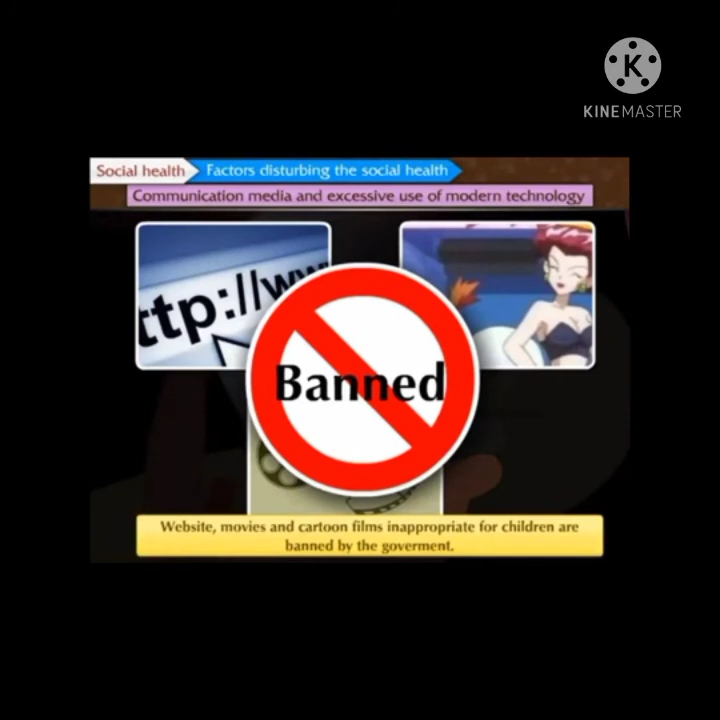 K
KINEMASTER
Social health
Factors disturbing the social health
Communication media and excessive use of modern technology
ttp://ww
Banned
Website, movies and cartoon films inappropriate for children are
banned by the goverment.